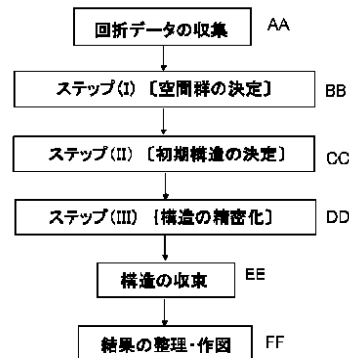 回折データの収集 AA
ステップ(I) 〔空間群の決定〕 BB
ステップ(II) 〔初期構造の決定〕 CC
ステップ(III) {構造の精密化〕 DD
構造の収束 EE
結果の整理・作図 FF